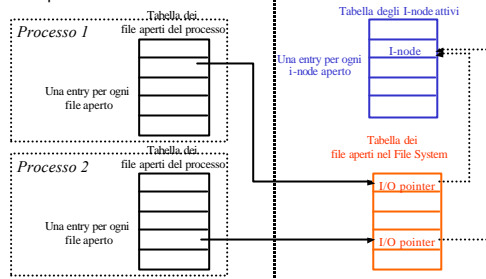 Tabella dei
file aperti del processo
Processo 1
Una entry per ogni
file aperto
Tabella dei
file aperti del processo
Processo 2
Una entry per ogni
file aperto
Tabella degli I-node attivi
Una entry per ogni
i-node aperto
I-node
Tabella dei
file aperti nel File System
I/O pointer
I/O pointer